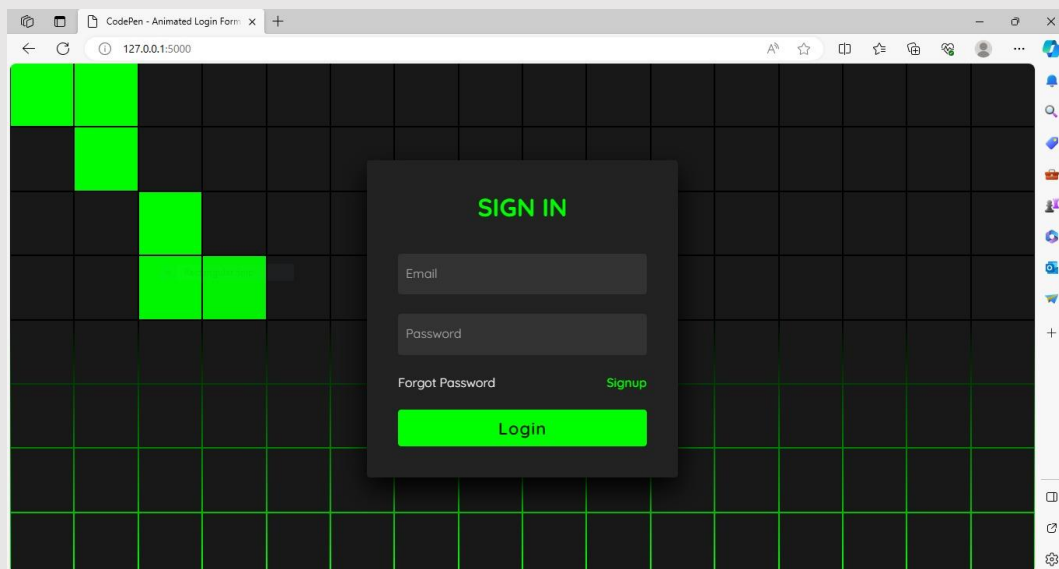 CodePen - Animated Login Form
127.0.0.1:5000
SIGN IN
Email
Password
Forgot Password Signup
Login